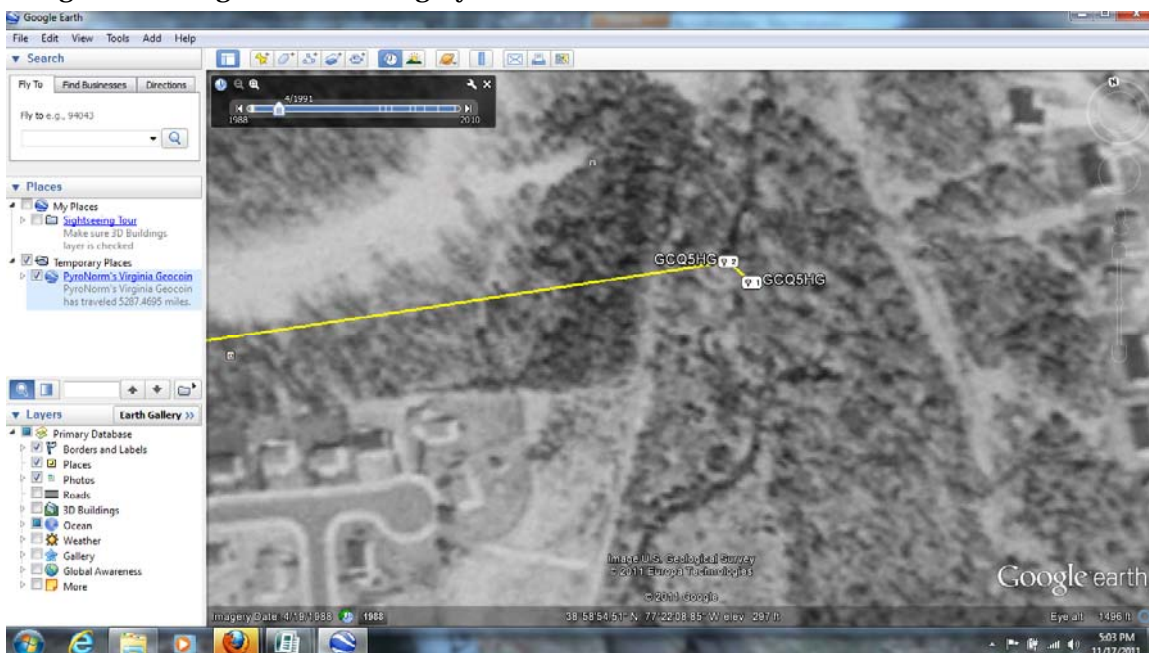 Google Earth
File Edit View Tools Add Help
Search
Fly To Find Businesses Directions
Fly to e.g., 94043
4/1991
1988 2010
Places
My Places
Sightseeing Tour
Make sure 3D Buildings
layer is checked
Temporary Places
PyroNorm's Virginia Geocoin
PyroNorm's Virginia Geocoin
has traveled 5287.4695 miles.
GCQ5HG 2
1 GCQ5HG
Layers Earth Gallery >>
Primary Database
Borders and Labels
Places
Photos
Roads
3D Buildings
Ocean
Weather
Gallery
Global Awareness
More
Image U.S. Geological Survey
© 2011 Europa Technologies
© 2011 Google
Google earth
Imagery Date: 4/19/1988 1988 38°58'54.51" N 77°22'08.85" W elev 297 ft Eye alt 1496 ft
5:03 PM
11/17/2011